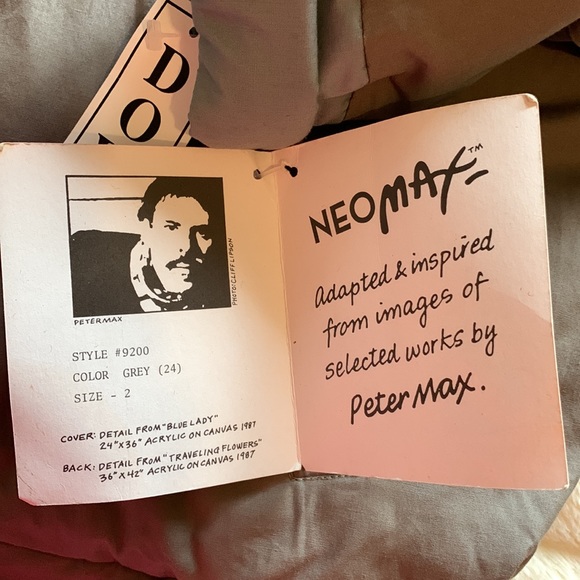 DO
PETER MAX
PHOTO: CLIFF LIPSON
STYLE #9200
COLOR GREY (24)
SIZE - 2
COVER: DETAIL FROM "BLUE LADY"
24"X36" ACRYLIC ON CANVAS 1987
BACK: DETAIL FROM "TRAVELING FLOWERS"
36"X42" ACRYLIC ON CANVAS 1987
NEOMAX™
Adapted & inspired
from images of
selected works by
Peter Max.